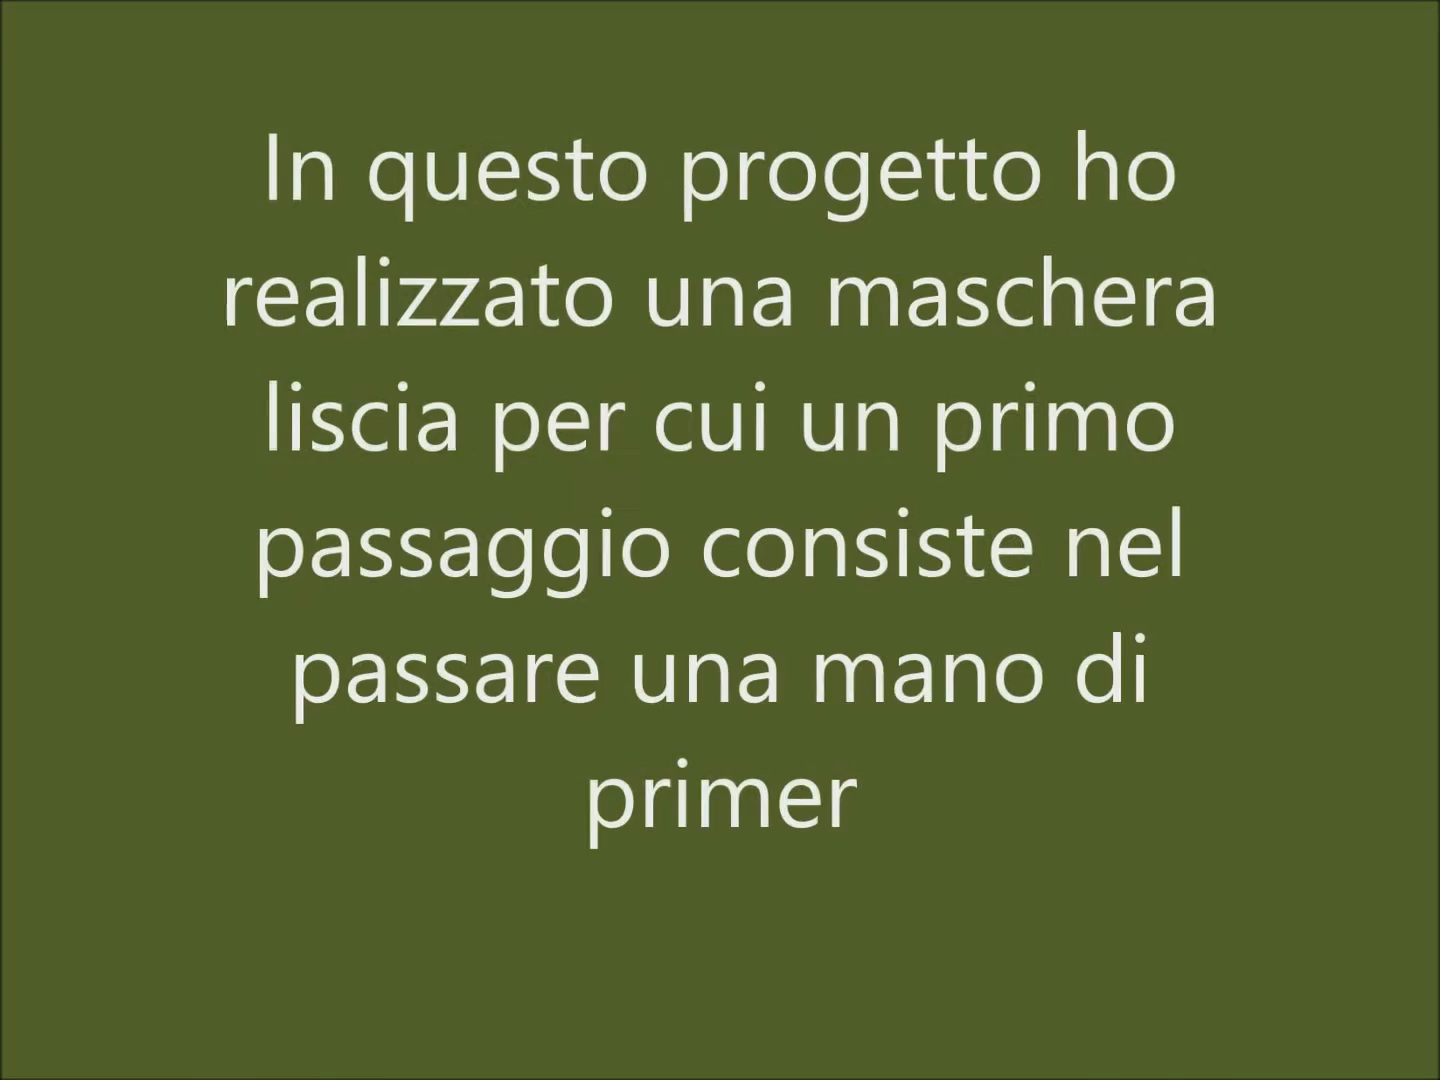 In questo progetto ho
realizzato una maschera
liscia per cui un primo
passaggio consiste nel
passare una mano di
primer